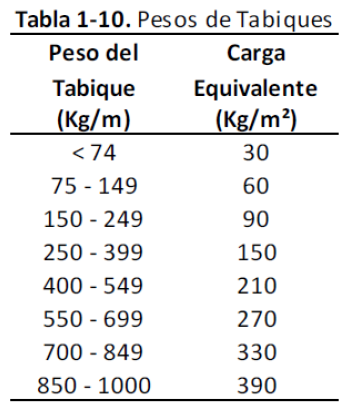 Tabla 1-10. Pesos de Tabiques
Peso del Carga
Tabique Equivalente
(Kg/m) (Kg/m²)
< 74 30
75 - 149 60
150 - 249 90
250 - 399 150
400 - 549 210
550 - 699 270
700 - 849 330
850 - 1000 390